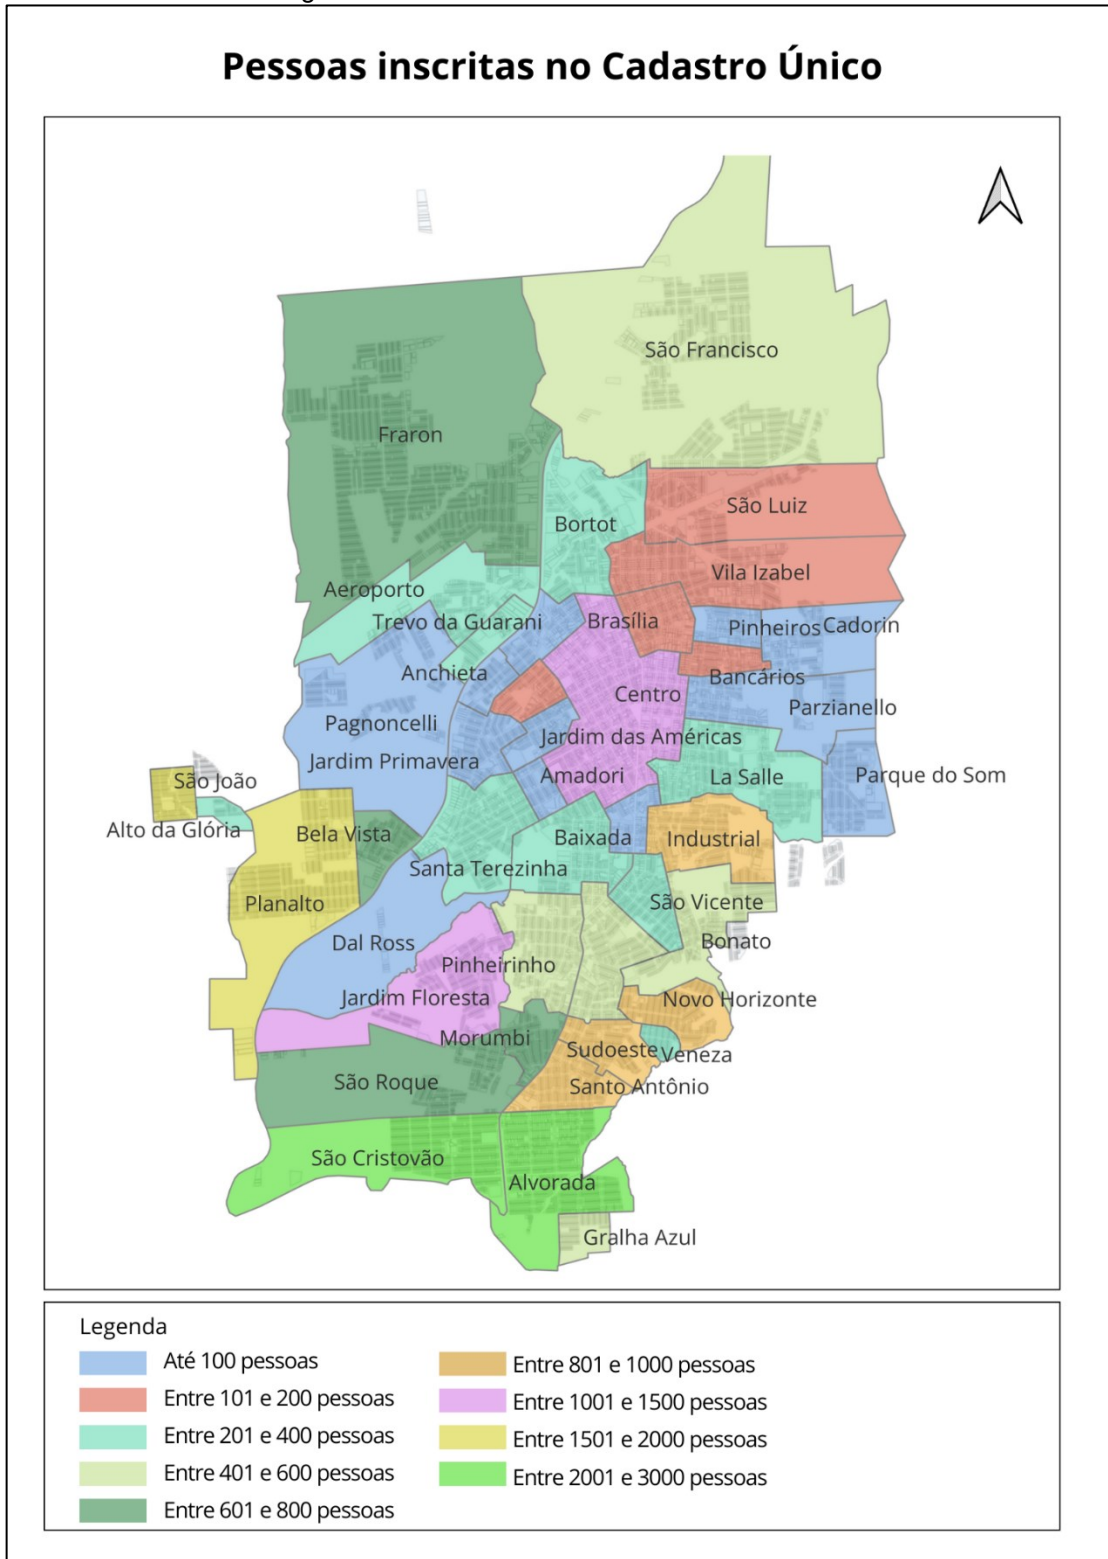 Pessoas inscritas no Cadastro Único
São Francisco
Fraron
São Luiz
Bortot
Vila Izabel
Aeroporto
Trevo da Guarani
Brasília
Pinheiros
Cadorin
Anchieta
Bancários
Centro
Parzianello
Pagnoncelli
Jardim das Américas
Jardim Primavera
São João
Amadori
La Salle
Parque do Som
Alto da Glória
Bela Vista
Baixada
Industrial
Santa Terezinha
Planalto
São Vicente
Dal Ross
Bonato
Pinheirinho
Jardim Floresta
Novo Horizonte
Morumbi
Sudoeste
Veneza
São Roque
Santo Antônio
São Cristovão
Alvorada
Gralha Azul
Legenda
Até 100 pessoas
Entre 101 e 200 pessoas
Entre 201 e 400 pessoas
Entre 401 e 600 pessoas
Entre 601 e 800 pessoas
Entre 801 e 1000 pessoas
Entre 1001 e 1500 pessoas
Entre 1501 e 2000 pessoas
Entre 2001 e 3000 pessoas